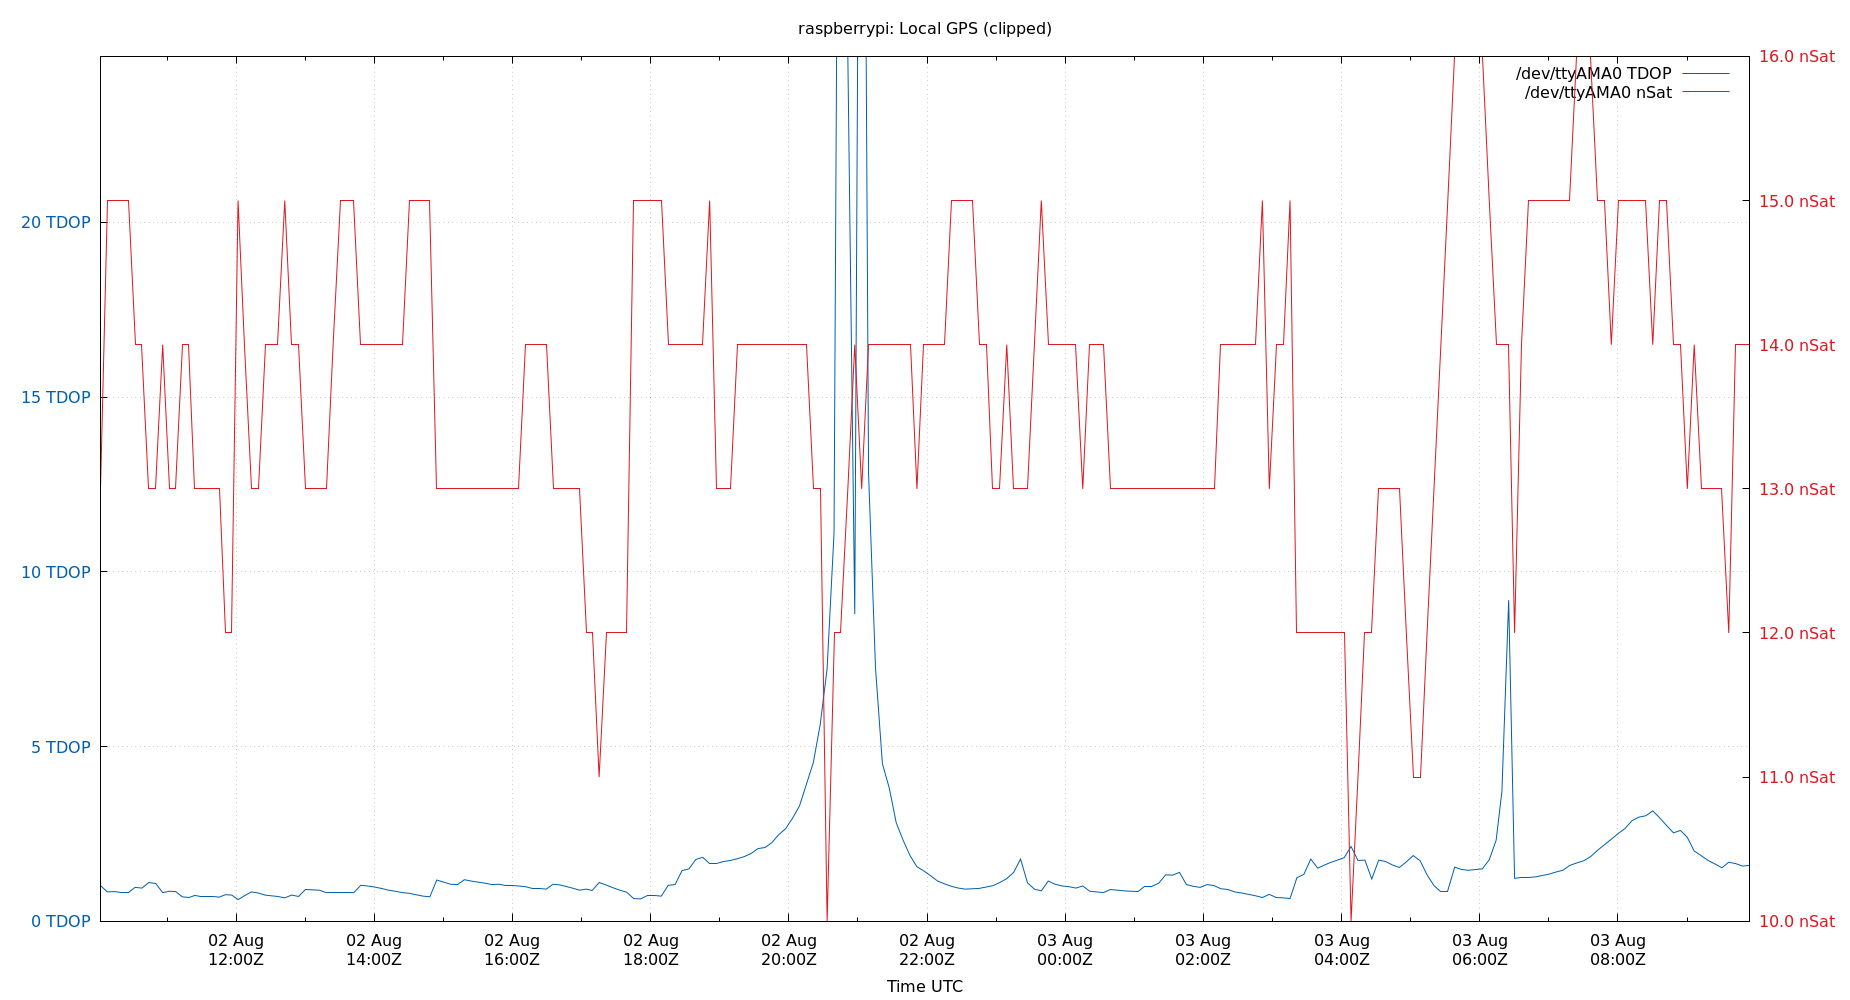 raspberrypi: Local GPS (clipped)
16.0 nSat
/dev/ttyAMA0 TDOP
/dev/ttyAMA0 nSat
15.0 nSat
20 TDOP
14.0 nSat
15 TDOP
13.0 nSat
10 TDOP
12.0 nSat
5 TDOP
11.0 nSat
0 TDOP
10.0 nSat
02 Aug
12:00Z
02 Aug
14:00Z
02 Aug
16:00Z
02 Aug
18:00Z
02 Aug
20:00Z
02 Aug
22:00Z
03 Aug
00:00Z
03 Aug
02:00Z
03 Aug
04:00Z
03 Aug
06:00Z
03 Aug
08:00Z
Time UTC